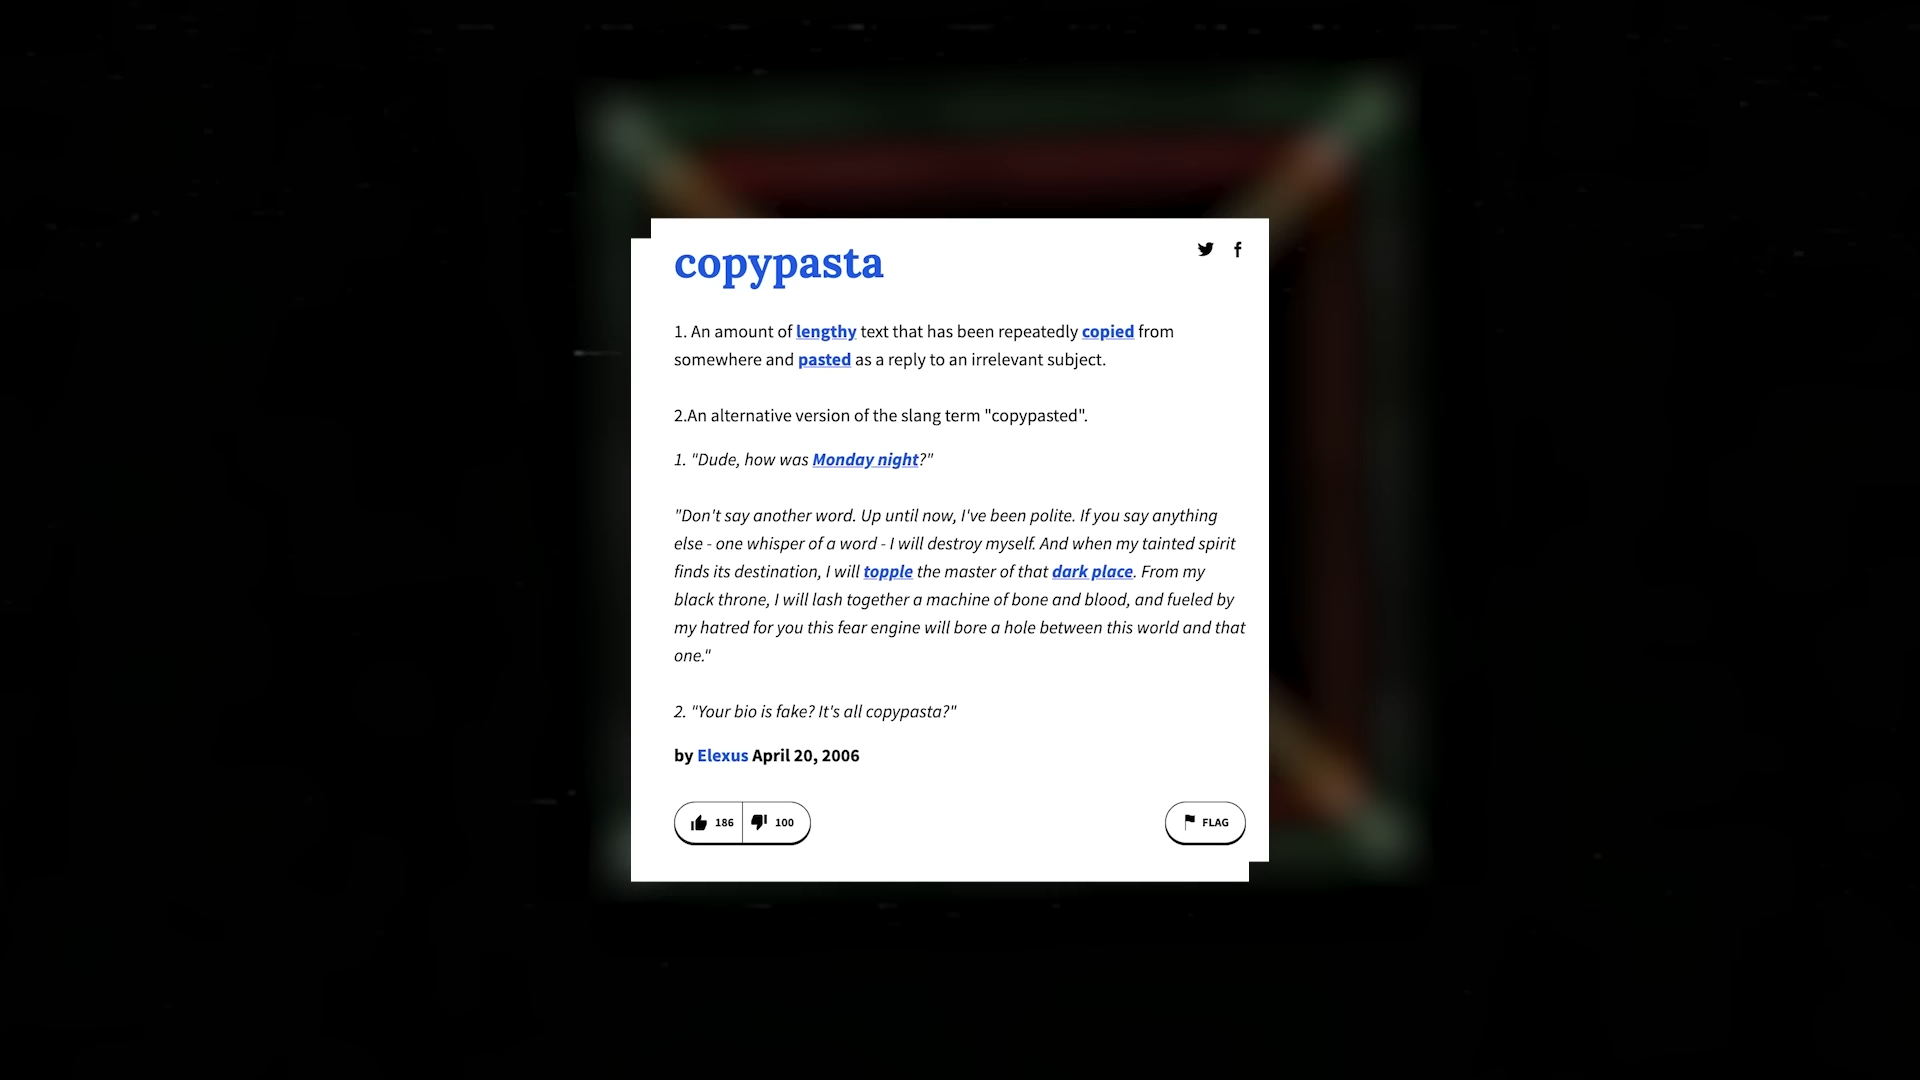 copypasta
1. An amount of lengthy text that has been repeatedly copied from
somewhere and pasted as a reply to an irrelevant subject.
2.An alternative version of the slang term "copypasted".
1. "Dude, how was Monday night?"
"Don't say another word. Up until now, I've been polite. If you say anything
else - one whisper of a word - I will destroy myself. And when my tainted spirit
finds its destination, I will topple the master of that dark place. From my
black throne, I will lash together a machine of bone and blood, and fueled by
my hatred for you this fear engine will bore a hole between this world and that
one."
2. "Your bio is fake? It's all copypasta?"
by Elexus April 20, 2006
186 100 FLAG